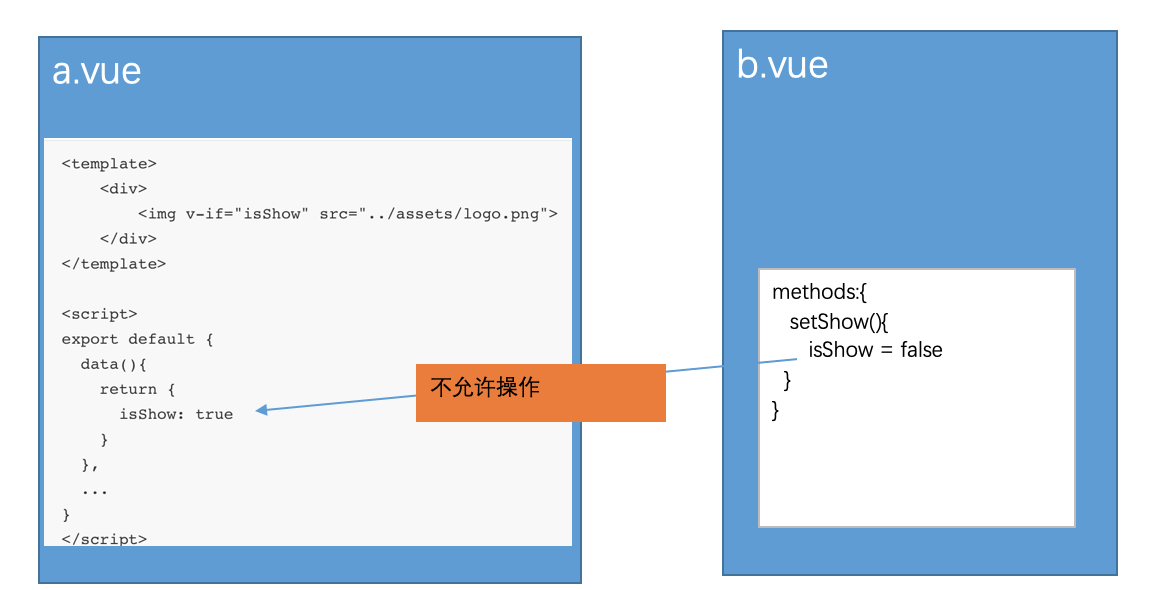 a.vue
<template>
    <div>
        <img v-if="isShow" src="../assets/logo.png">
    </div>
</template>

<script>
export default {
  data(){
    return {
      isShow: true
    }
  },
  ...
}
</script>
不允许操作
b.vue
methods:{
  setShow(){
    isShow = false
  }
}